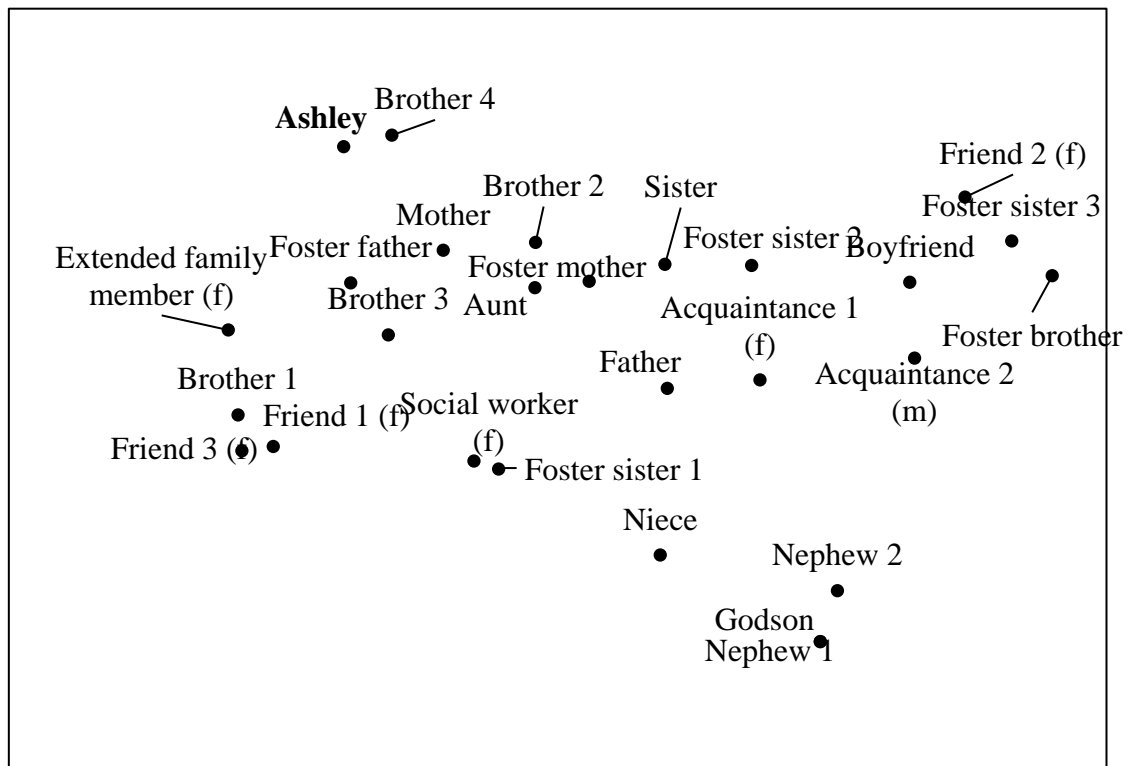 Brother 4
Ashley
Friend 2 (f)
Brother 2
Sister
Foster sister 3
Mother
Foster sister 2
Boyfriend
Foster father
Extended family
member (f)
Foster mother
Brother 3
Aunt
Acquaintance 1
(f)
Foster brother
Father
Acquaintance 2
(m)
Brother 1
Social worker
(f)
Friend 1 (f)
Friend 3 (f)
Foster sister 1
Niece
Nephew 2
Godson
Nephew 1